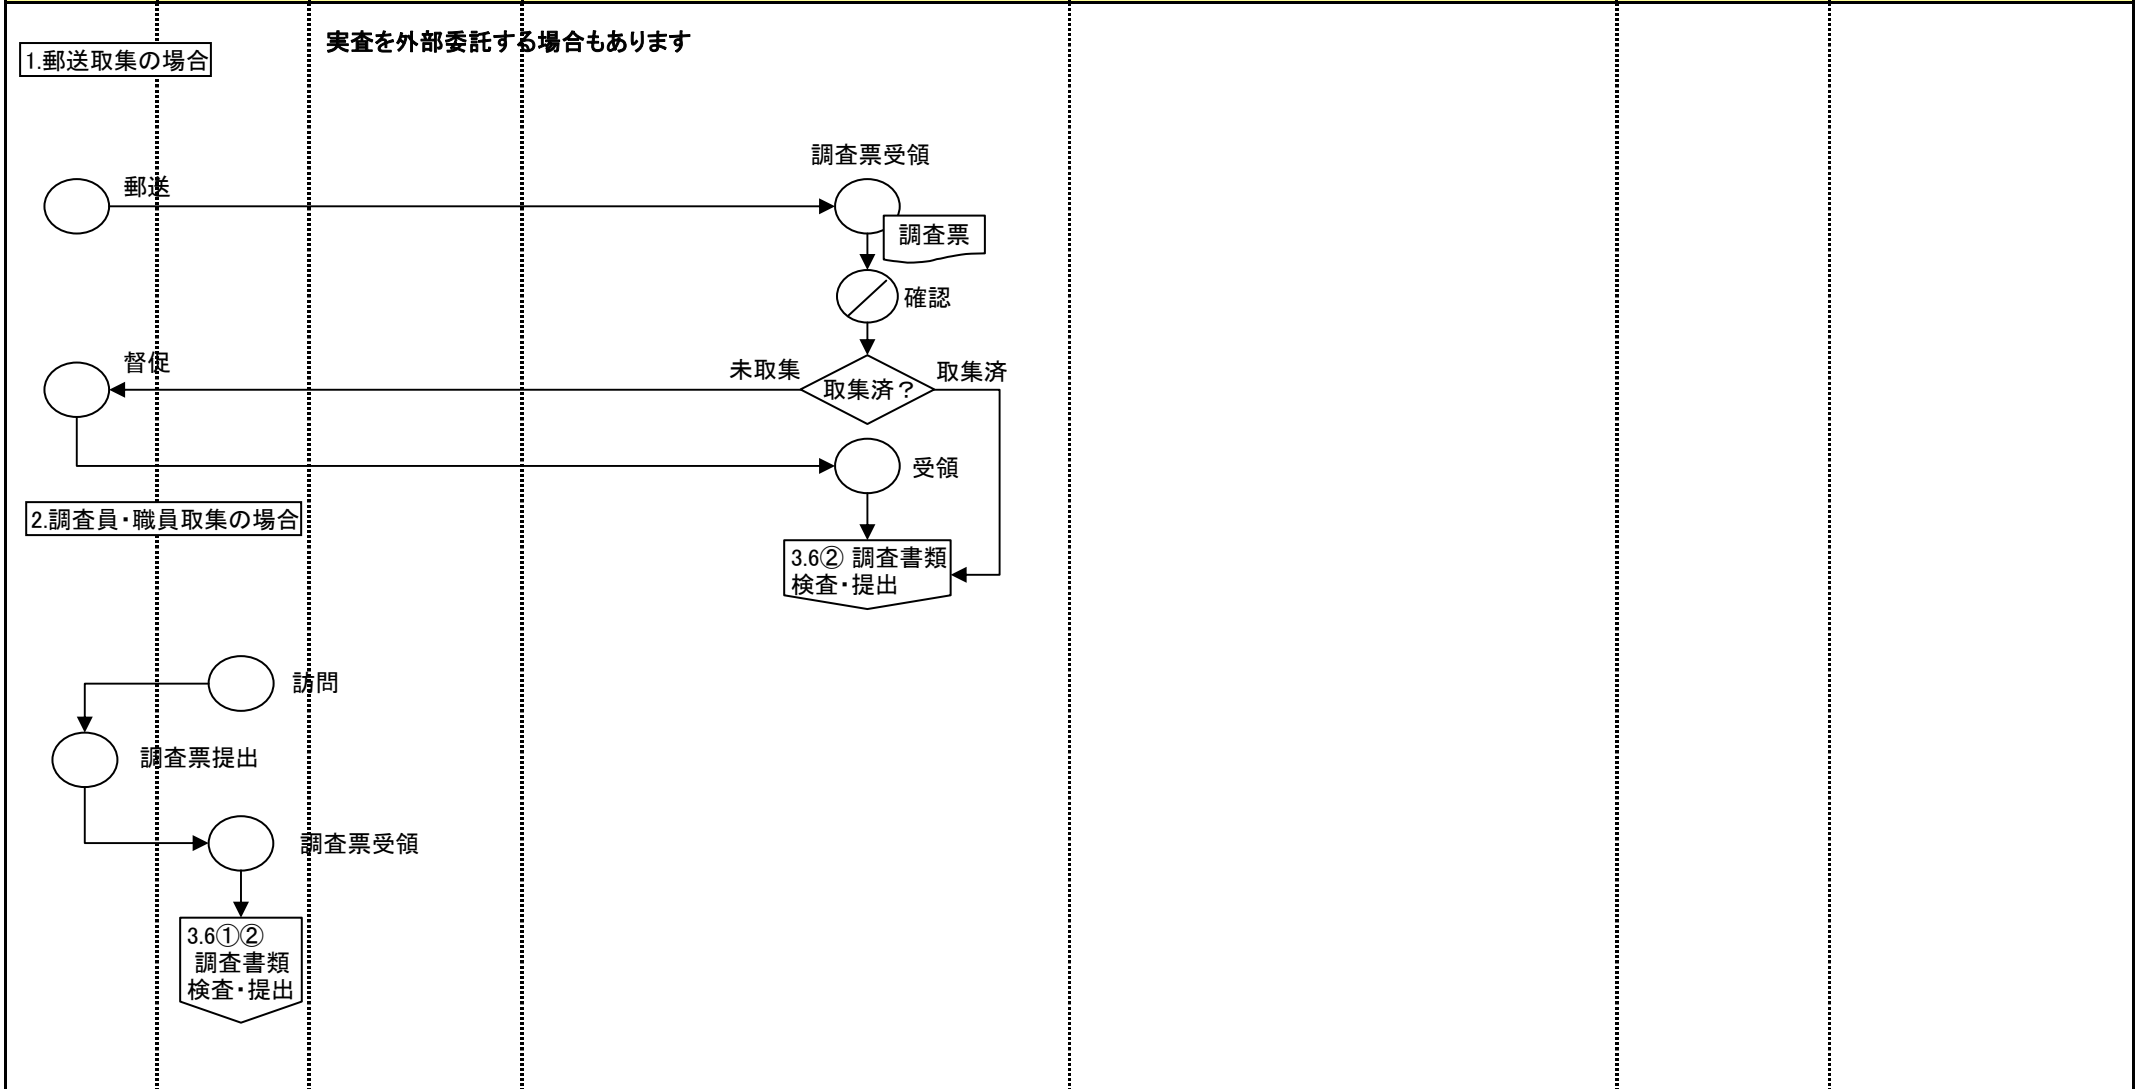 実査を外部委託する場合もあります
1.郵送取集の場合
調査票受領
郵送
調査票
確認
督促
未取集
取集済？
取集済
受領
2.調査員・職員取集の場合
3.6② 調査書類
検査・提出
訪問
調査票提出
調査票受領
3.6①②
調査書類
検査・提出